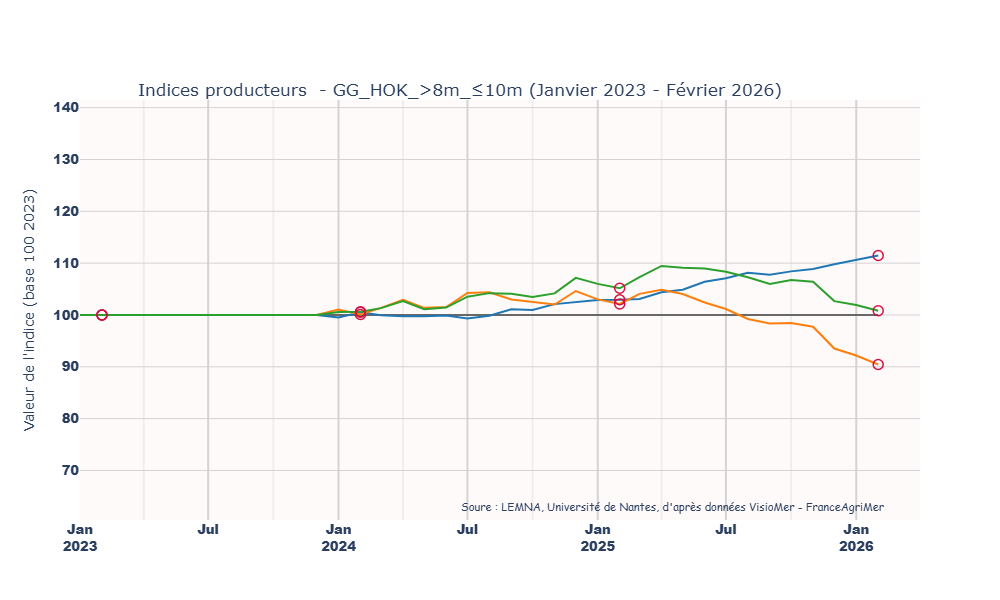 Indices producteurs - GG_HOK_>8m_≤10m (Janvier 2023 - Février 2026)
140
130
120
110
100
90
80
70
Valeur de l'indice (base 100 2023)
Soure : LEMNA, Université de Nantes, d'après données VisioMer - FranceAgriMer
Jan Jul Jan Jul Jan Jul Jan
2023 2024 2025 2026